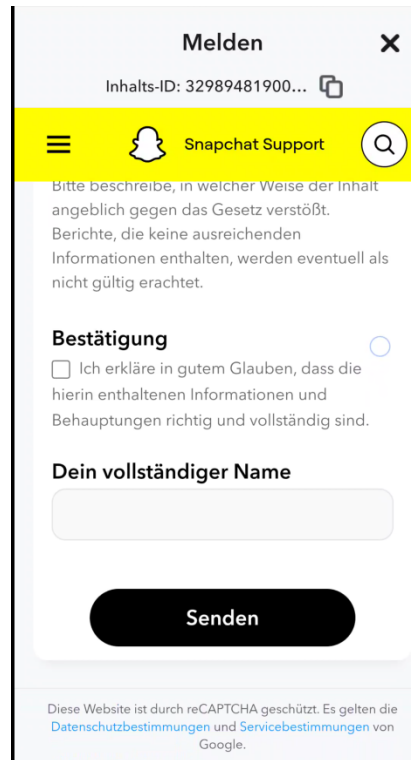 Melden
Inhalts-ID: 32989481900...
Snapchat Support
Bitte beschreibe, in welcher Weise der Inhalt
angeblich gegen das Gesetz verstößt.
Berichte, die keine ausreichenden
Informationen enthalten, werden eventuell als
nicht gültig erachtet.
Bestätigung
Ich erkläre in gutem Glauben, dass die
hierin enthaltenen Informationen und
Behauptungen richtig und vollständig sind.
Dein vollständiger Name
Senden
Diese Website ist durch reCAPTCHA geschützt. Es gelten die
Datenschutzbestimmungen und Servicebestimmungen von
Google.